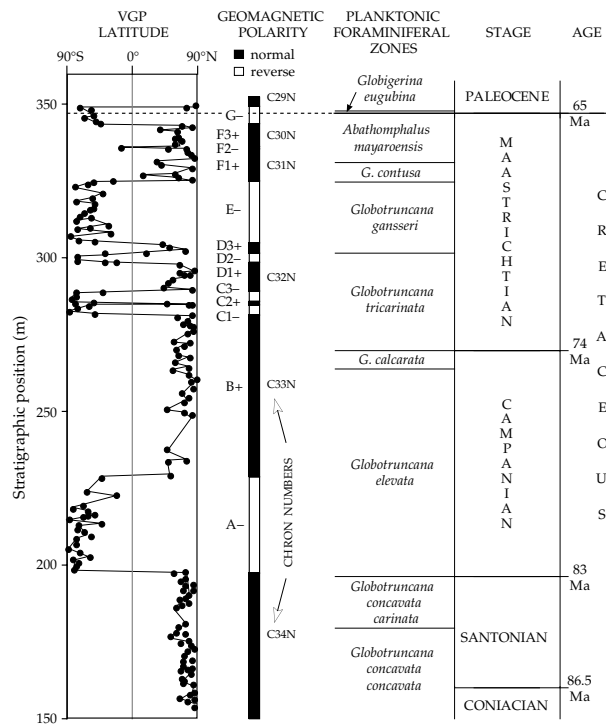 VGP
LATITUDE
GEOMAGNETIC
POLARITY
PLANKTONIC
FORAMINIFERAL
ZONES
STAGE
AGE
90°S 0° 90°N
normal
reverse
Stratigraphic position (m)
350
300
250
200
150
G–
F3+
F2–
F1+
E–
D3+
D2–
D1+
C3–
C2+
C1–
B+
A–
C29N
C30N
C31N
C32N
C33N
C34N
CHRON NUMBERS
Globigerina
eugubina
Abathomphalus
mayaroensis
G. contusa
Globotruncana
gansseri
Globotruncana
tricarinata
G. calcarata
Globotruncana
elevata
Globotruncana
concavata
carinata
Globotruncana
concavata
concavata
PALEOCENE
MAASTRICHTIAN
CAMPANIAN
SANTONIAN
CONIACIAN
65
Ma
74
Ma
83
Ma
86.5
Ma
CRETACEOUS